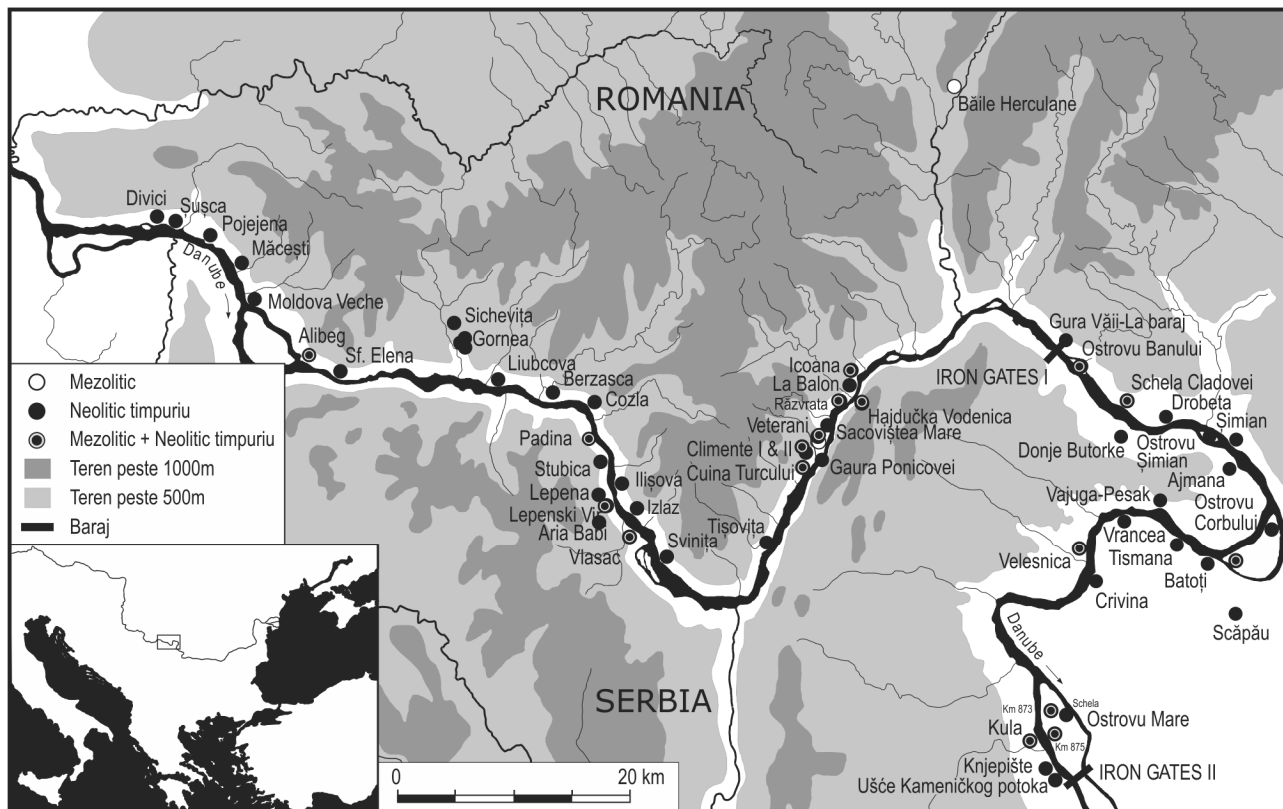 ROMANIA
Băile Herculane
Divici
Șușca
Pojejena
Măcești
Danube
Moldova Veche
Alibeg
Sf. Elena
Sichevița
Gornea
Liubcova
Berzasca
Cozla
Padina
Stubica
Lepena
Lepenski Vir
Aria Babi
Vlasac
Ilișová
Izlaz
Svinița
Tișovița
Icoana
La Balon
Răzvrata
Hajdučka Vodenica
Veterani
Sacoviștea Mare
Climente I & II
Cuina Turcului
Gaura Ponicovei
Gura Văii-La baraj
Ostrovu Banului
IRON GATES I
Schela Cladovei
Drobeta
Șimian
Donje Butorke
Ostrovu
Șimian
Ajmana
Vajuga-Pesak
Ostrovu
Corbului
Vrancea
Tismana
Velesnica
Batoți
Crivina
Scăpău
Danube
Km 873
Schela
Ostrovu Mare
Kula
Km 875
Knjepište
IRON GATES II
Ušće Kameničkog potoka
SERBIA
Mezolitic
Neolitic timpuriu
Mezolitic + Neolitic timpuriu
Teren peste 1000m
Teren peste 500m
Baraj
0 20 km